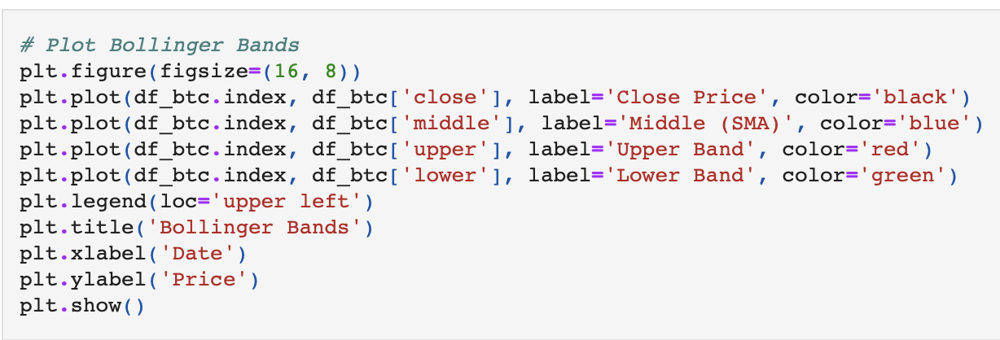 # Plot Bollinger Bands
plt.figure(figsize=(16, 8))
plt.plot(df_btc.index, df_btc['close'], label='Close Price', color='black')
plt.plot(df_btc.index, df_btc['middle'], label='Middle (SMA)', color='blue')
plt.plot(df_btc.index, df_btc['upper'], label='Upper Band', color='red')
plt.plot(df_btc.index, df_btc['lower'], label='Lower Band', color='green')
plt.legend(loc='upper left')
plt.title('Bollinger Bands')
plt.xlabel('Date')
plt.ylabel('Price')
plt.show()